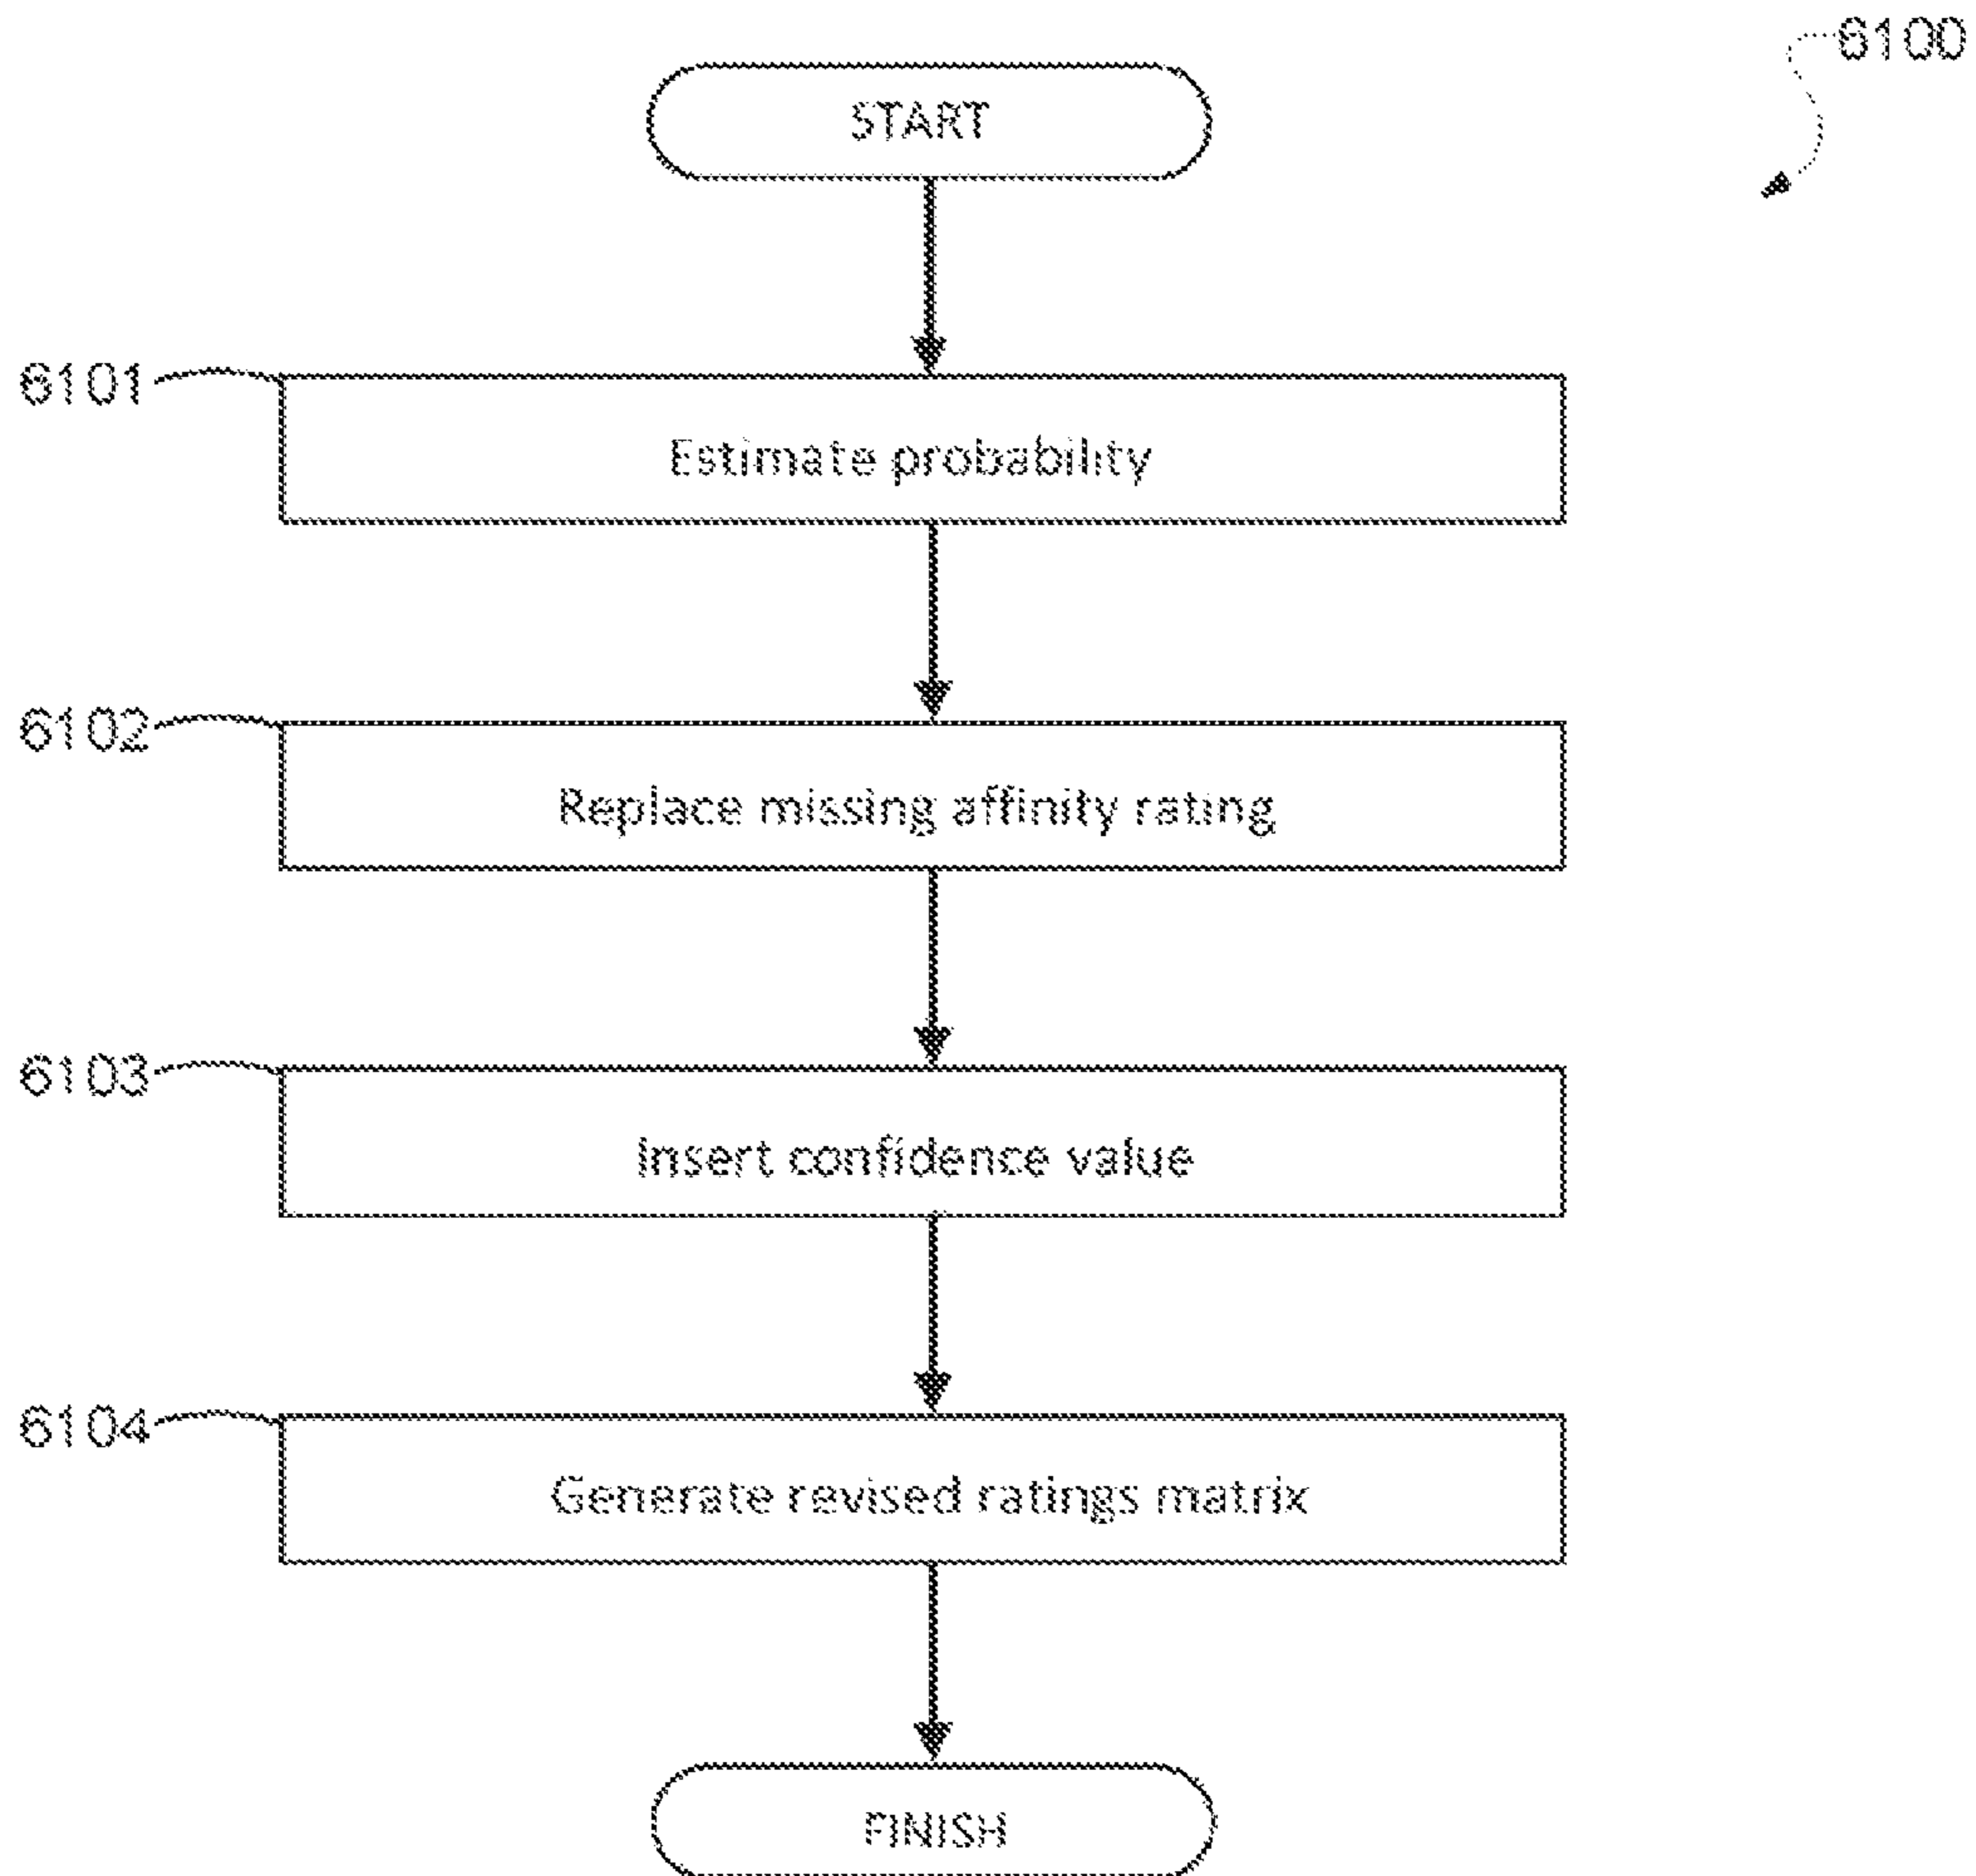 6100
START
6101
Estimate probability
6102
Replace missing affinity rating
6103
Insert confidence value
6104
Generate revised ratings matrix
FINISH